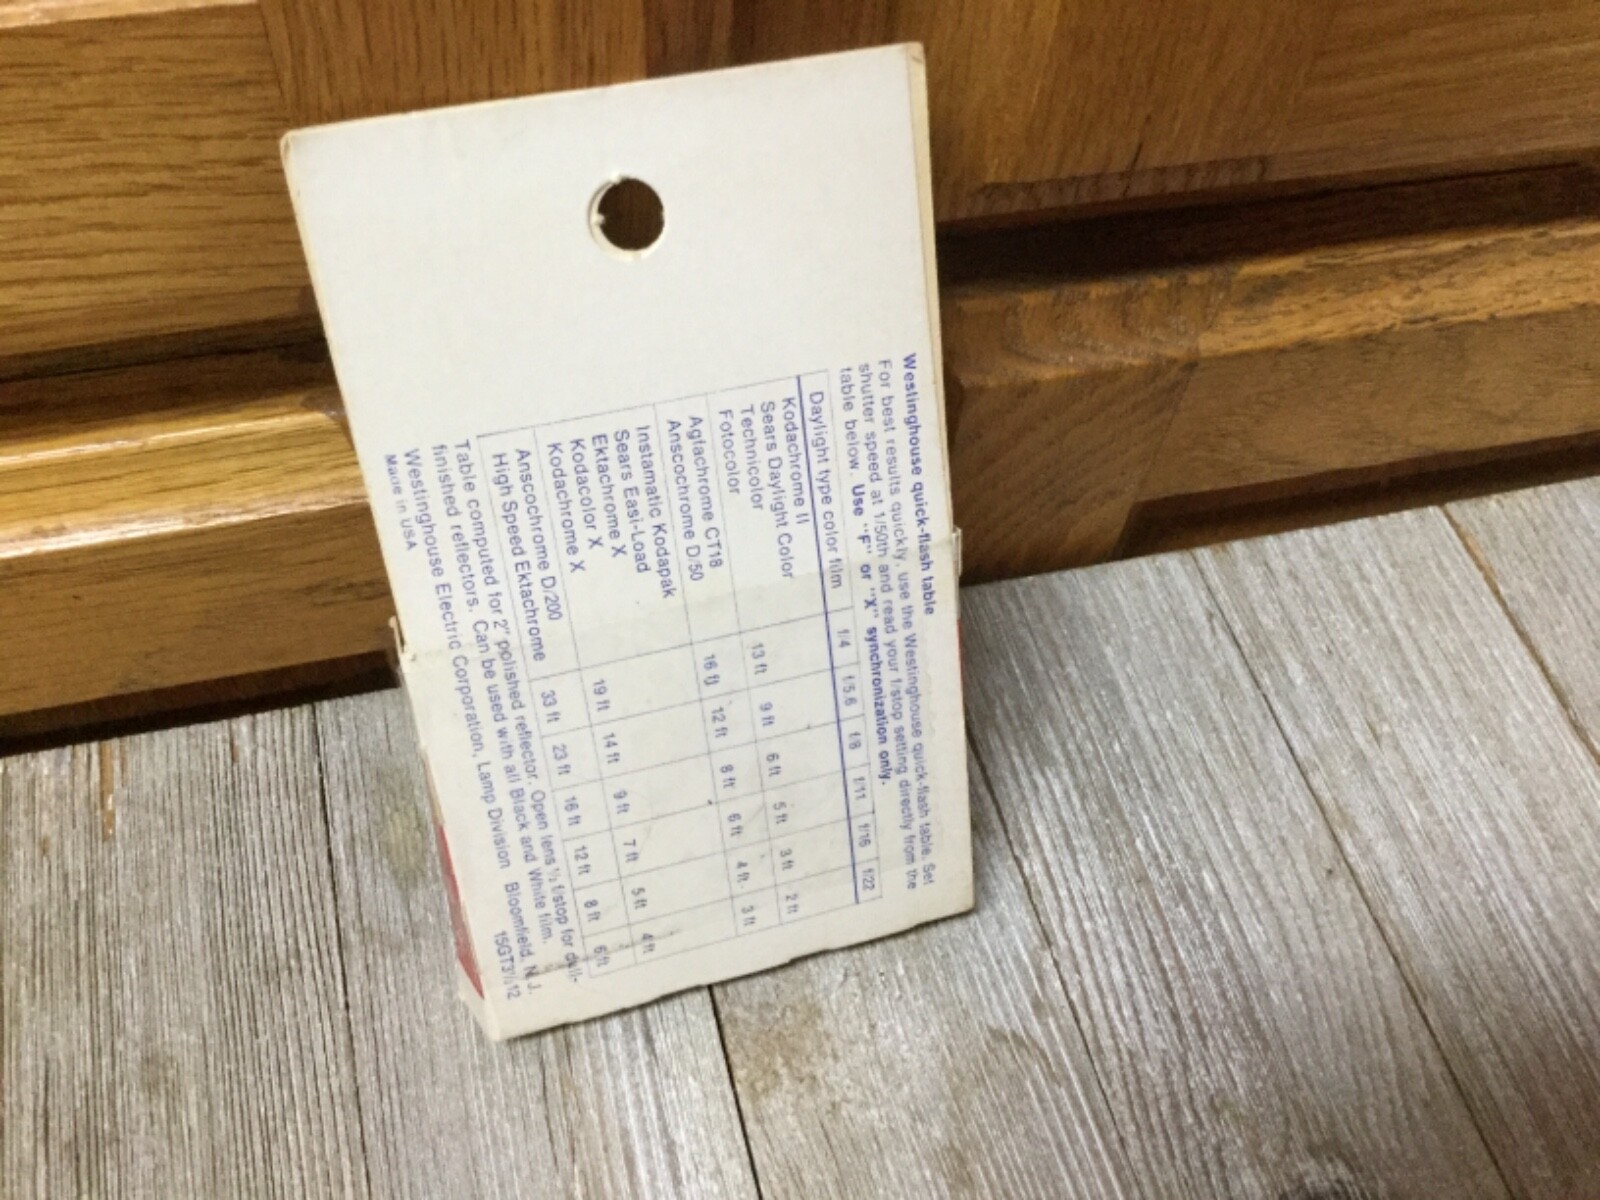 Westinghouse quick-flash table
For best results quickly, use the Westinghouse quick-flash table. Set
shutter speed at 1/50th and read your f/stop setting directly from the
table below. Use "F" or "X" synchronization only.
Daylight type color film f/4 f/5.6 f/8 f/11 f/16 f/22
Kodachrome II
Sears Daylight Color
Technicolor
Fotocolor 13 ft 9 ft 6 ft 5 ft 3 ft 2 ft
Agfachrome CT18
Anscochrome D/50 16 ft 12 ft 8 ft 6 ft 4 ft 3 ft
Instamatic Kodapak
Sears Easi-Load
Ektachrome X
Kodacolor X
Kodachrome X 19 ft 14 ft 9 ft 7 ft 5 ft 4 ft
Anscochrome D/200
High Speed Ektachrome 33 ft 23 ft 16 ft 12 ft 8 ft 6 ft
Table computed for 2" polished reflector. Open lens ½ f/stop for dull-
finished reflectors. Can be used with all Black and White film.
Westinghouse Electric Corporation, Lamp Division Bloomfield, N.J.
Made in USA 15GT3½12